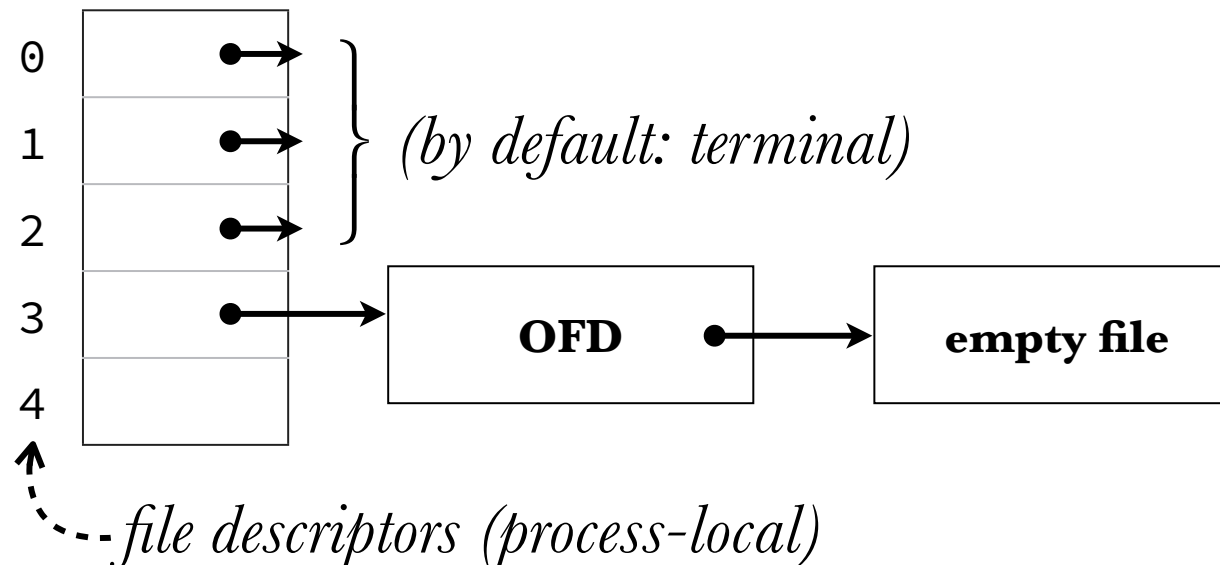 0
1
(by default: terminal)
2
3
OFD
empty file
4
file descriptors (process-local)